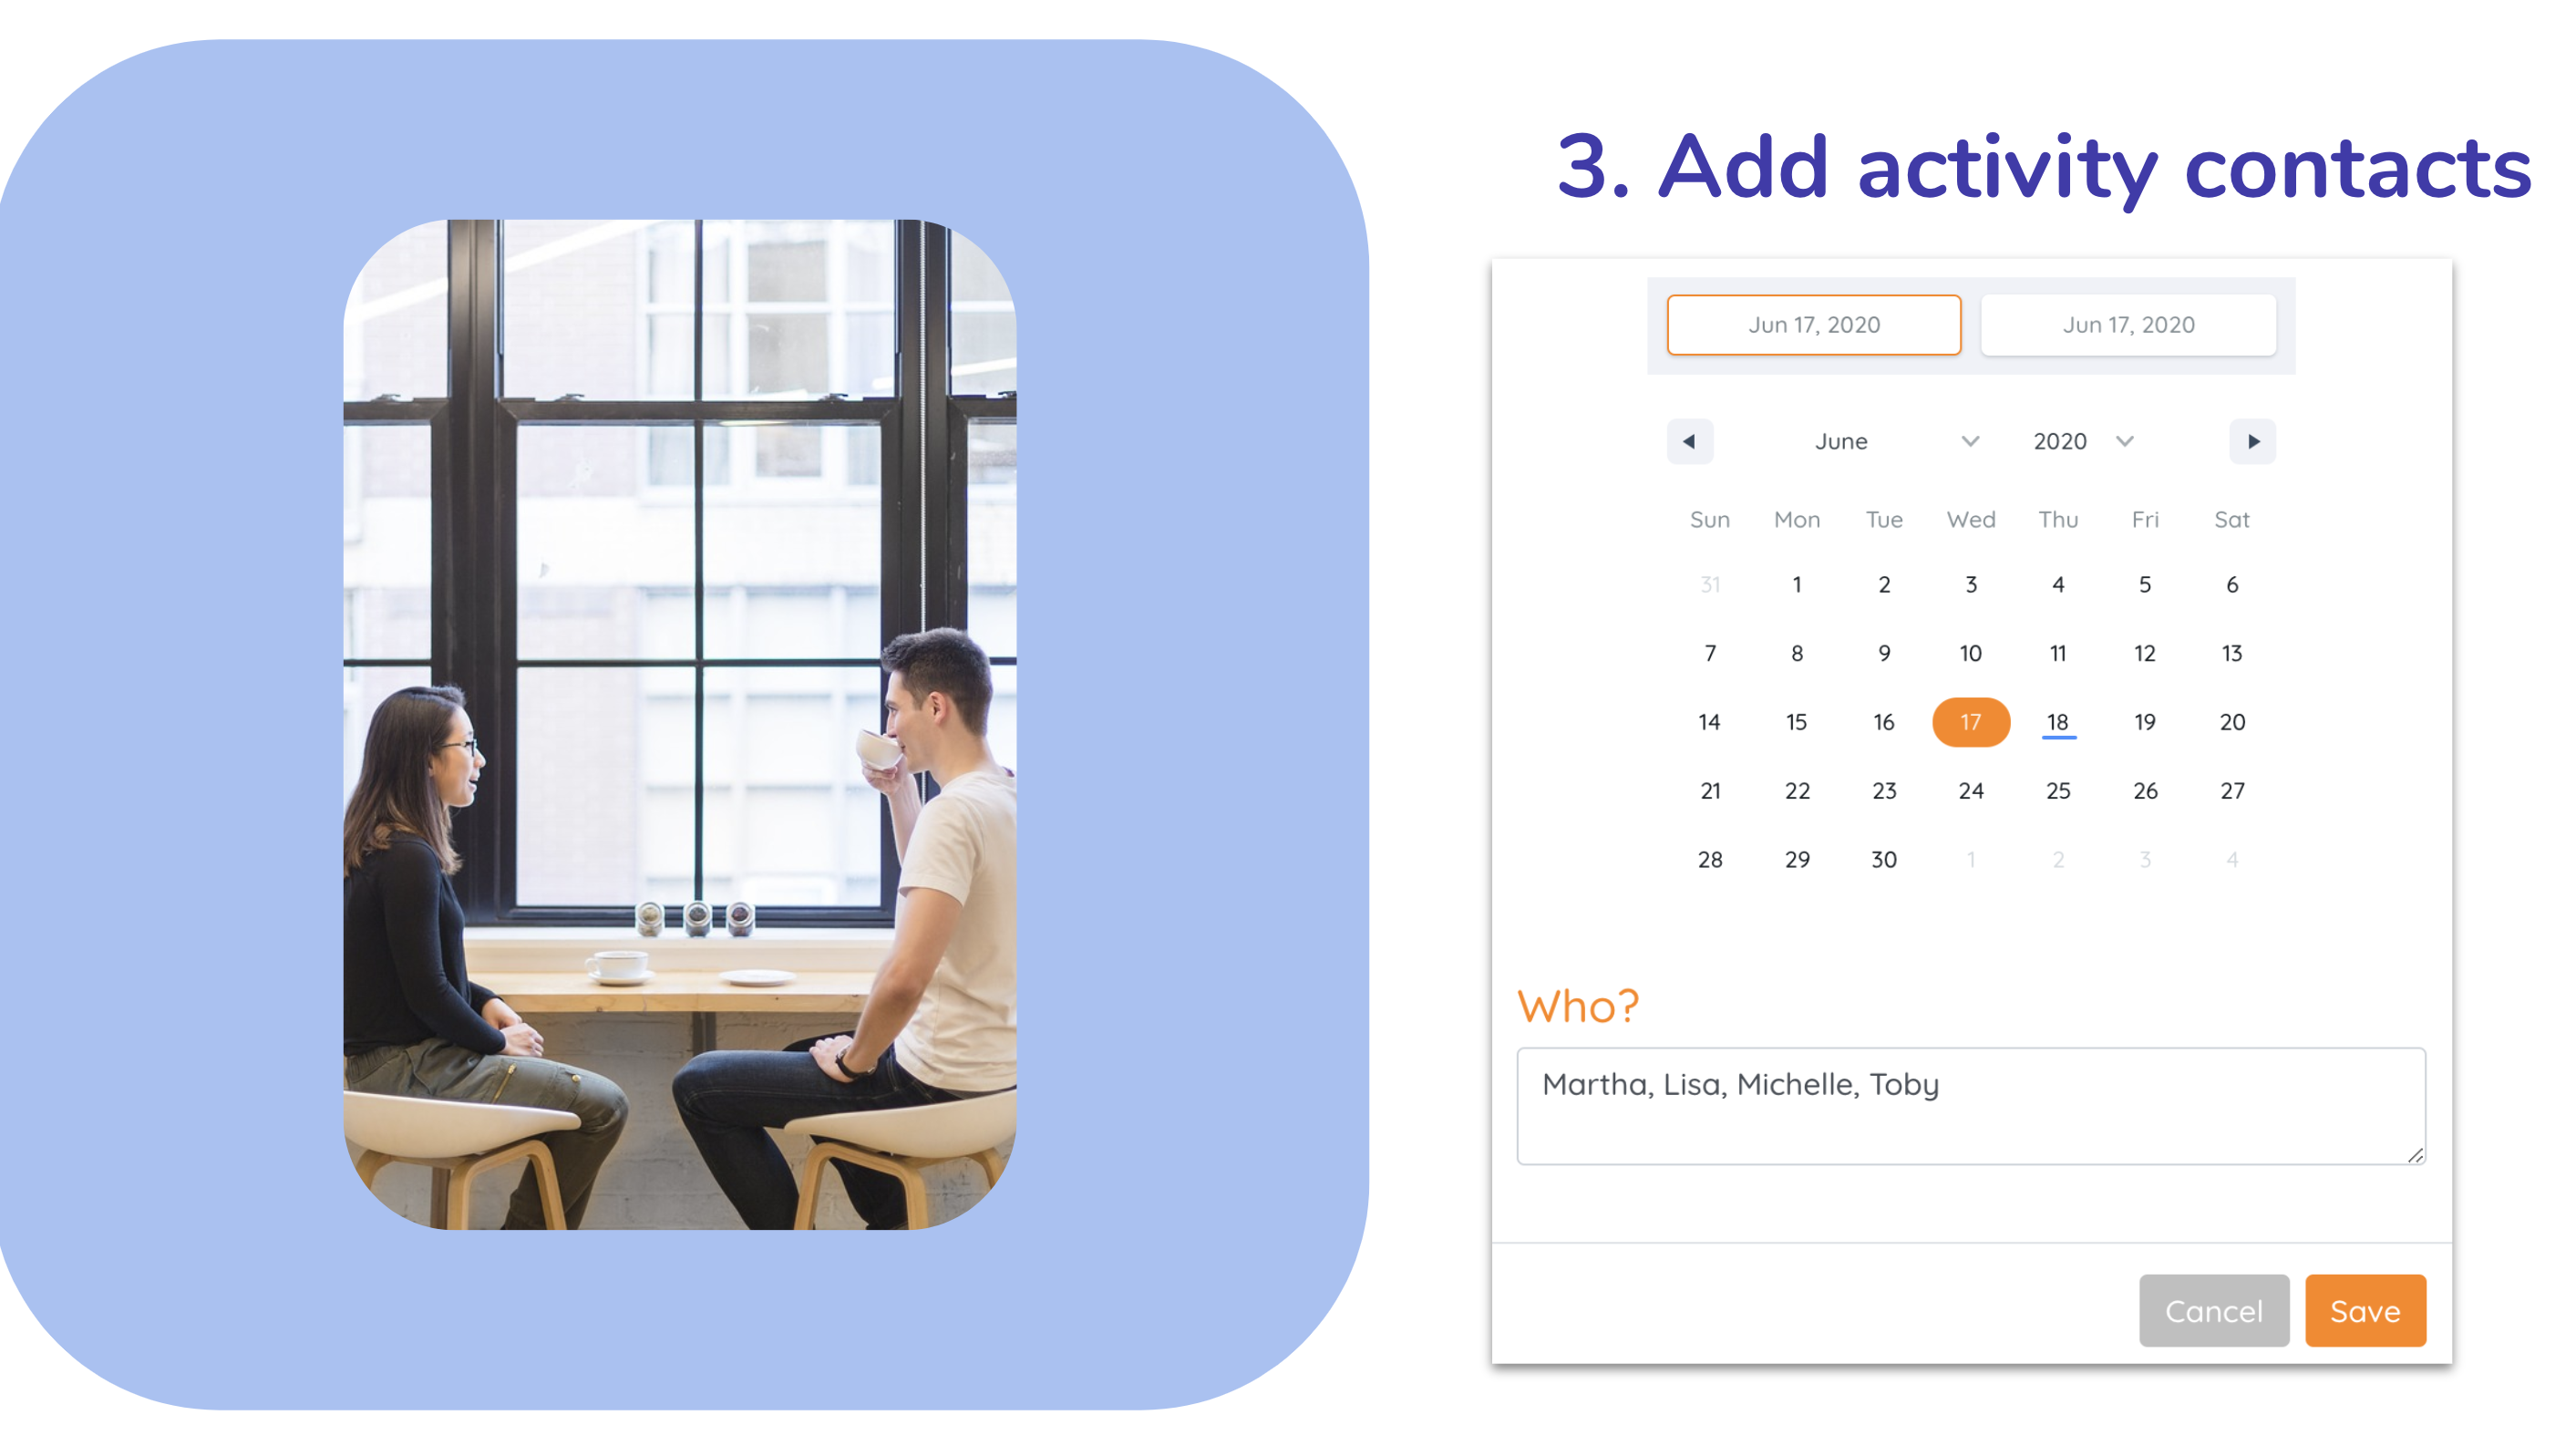 3. Add activity contacts
Jun 17, 2020 Jun 17, 2020
June 2020
Sun Mon Tue Wed Thu Fri Sat
31 1 2 3 4 5 6
7 8 9 10 11 12 13
14 15 16 17 18 19 20
21 22 23 24 25 26 27
28 29 30 1 2 3 4
Who?
Martha, Lisa, Michelle, Toby
Cancel Save